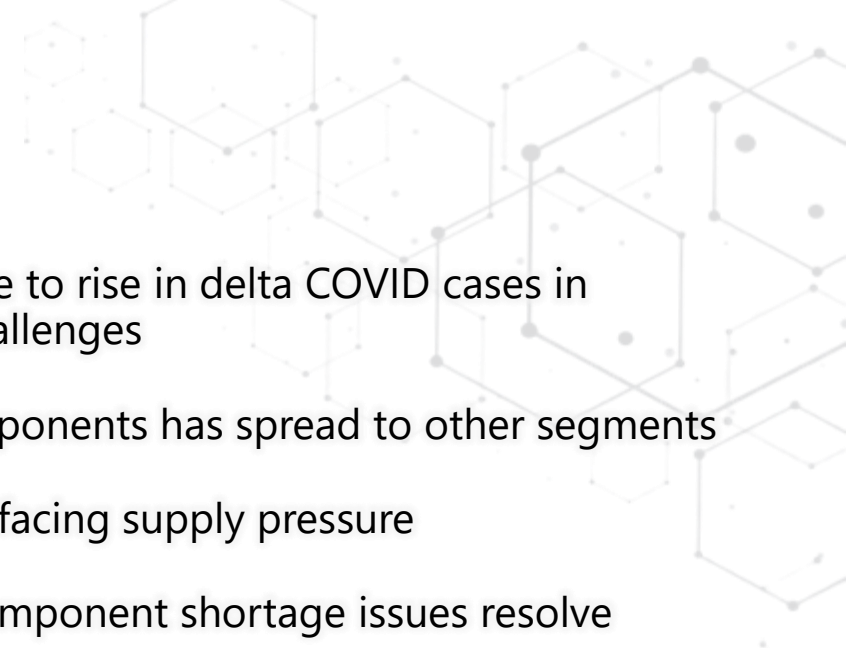 e to rise in delta COVID cases in
allenges
ponents has spread to other segments
facing supply pressure
mponent shortage issues resolve